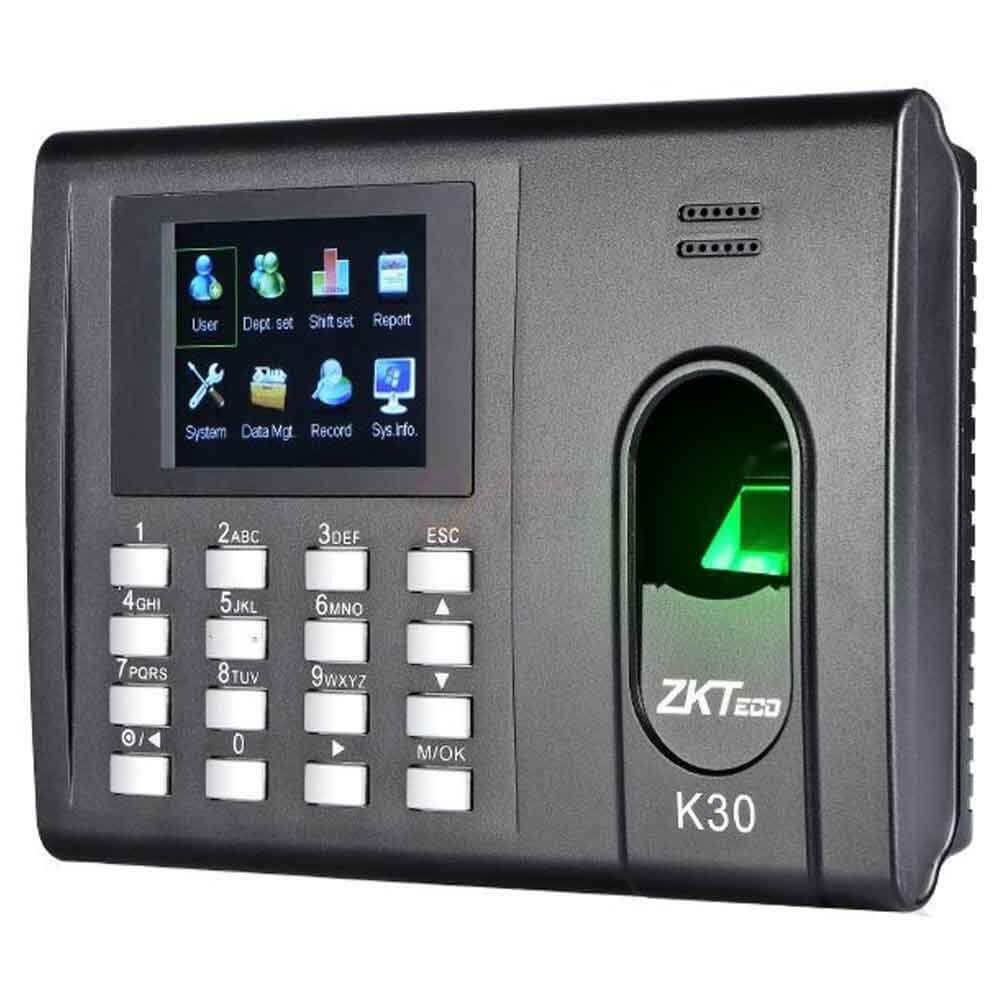 User Dept. set Shift set Report
System Data Mgt. Record Sys.Info.
1 2ABC 3DEF ESC
4GHI 5JKL 6MNO ▲
7PQRS 8TUV 9WXYZ ▼
◎/◀ 0 ▶ M/OK
ZKTECO
K30